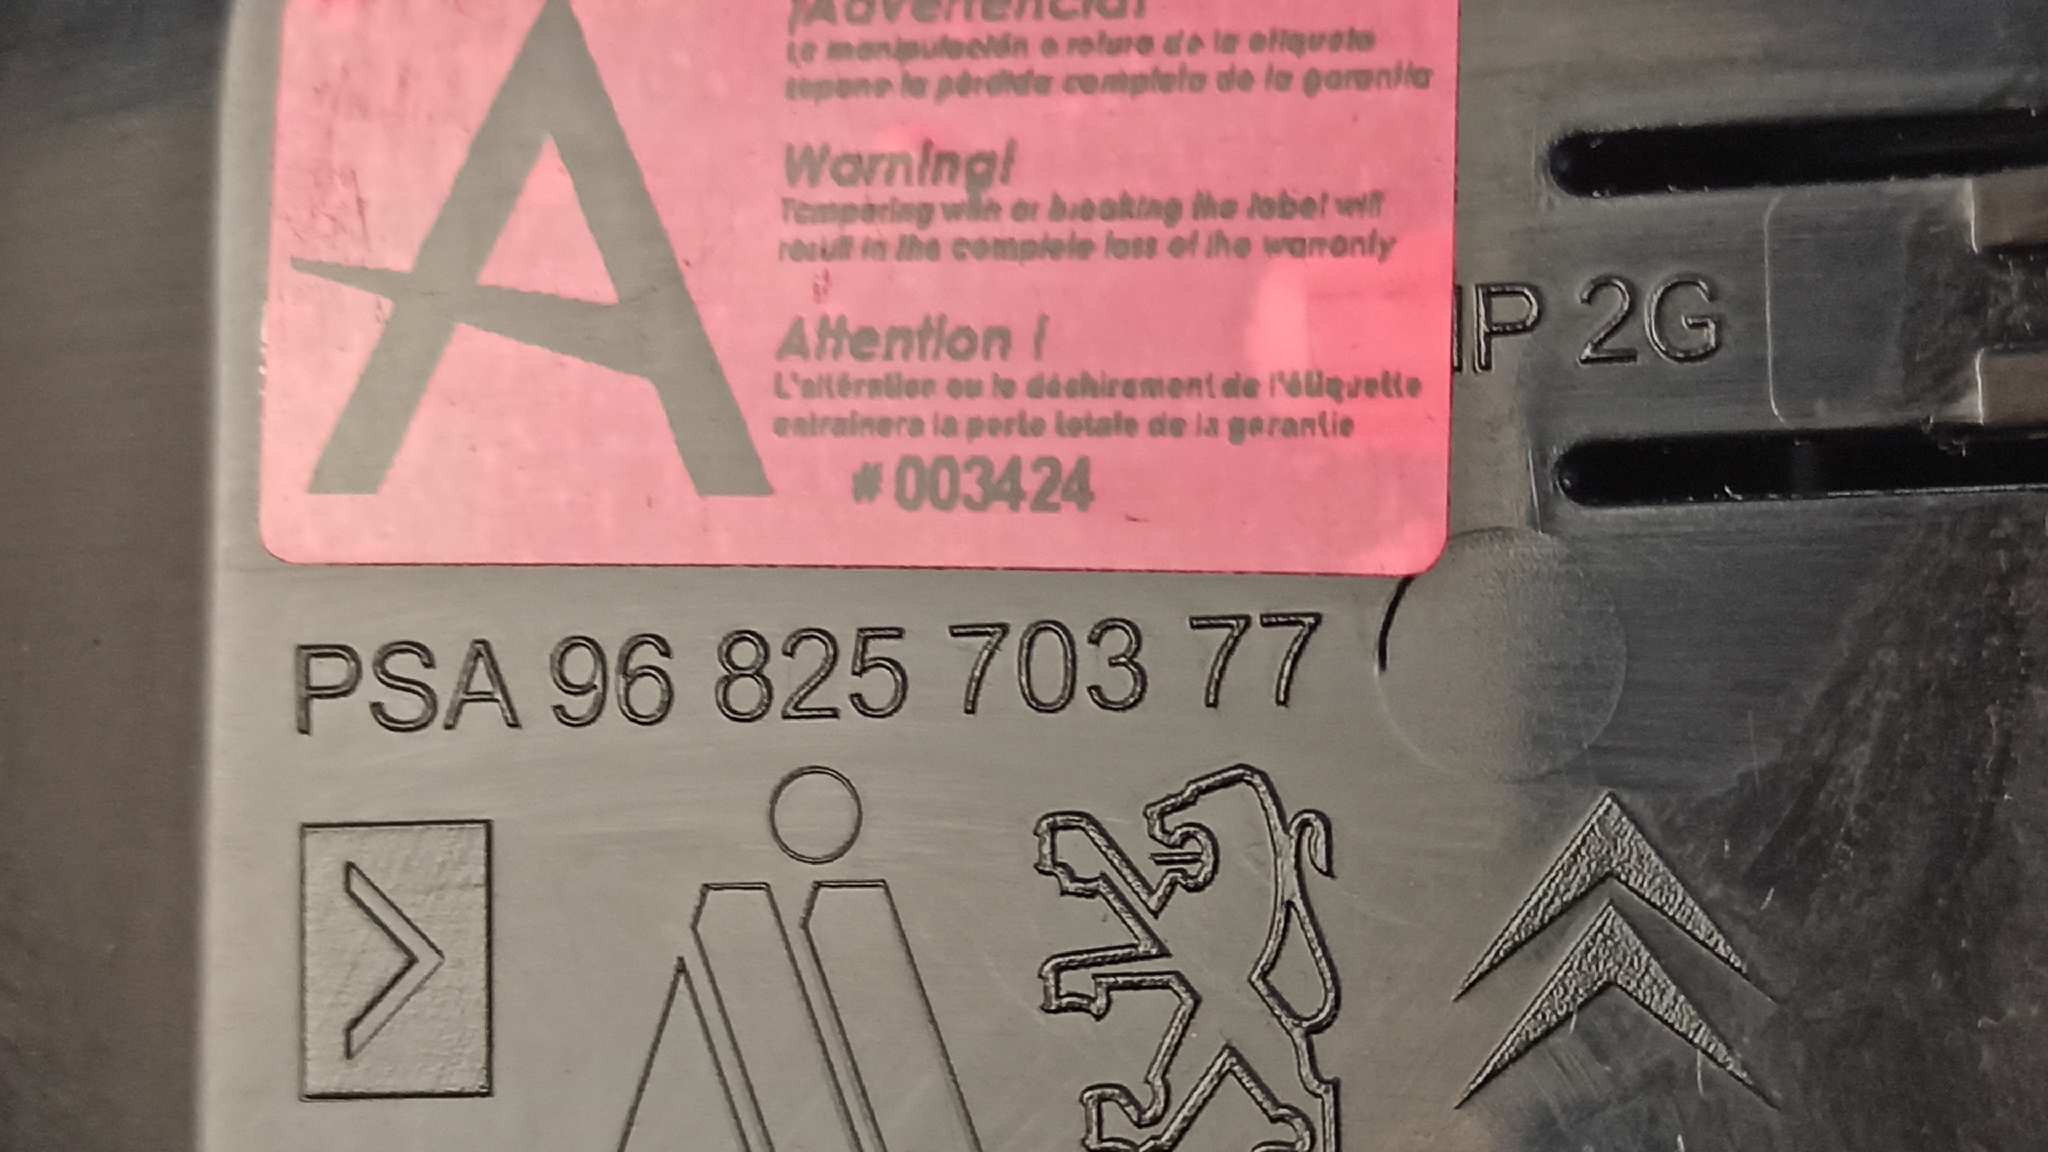 ¡Advertencia!
La manipulación o rotura de la etiqueta
supone la pérdida completa de la garantía
Warning!
Tampering with or breaking the label will
result in the complete loss of the warranty
Attention !
L'altération ou le déchirement de l'étiquette
entraînera la perte totale de la garantie
#003424
IP 2G
PSA 96 825 703 77